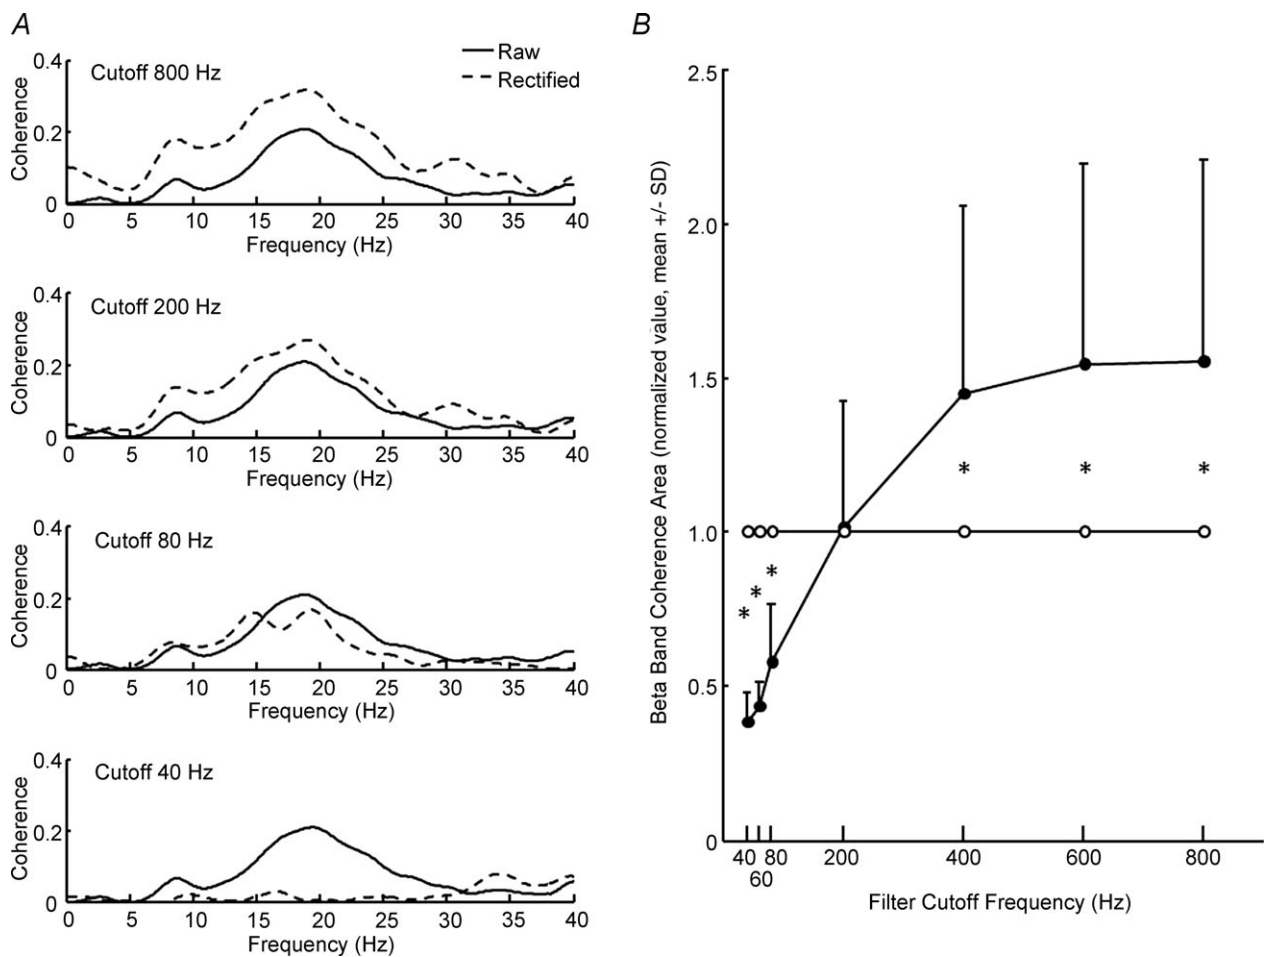 A
Raw
Rectified
Cutoff 800 Hz
Coherence
0.4
0.2
0
0 5 10 15 20 25 30 35 40
Frequency (Hz)
Cutoff 200 Hz
Coherence
0.4
0.2
0
0 5 10 15 20 25 30 35 40
Frequency (Hz)
Cutoff 80 Hz
Coherence
0.4
0.2
0
0 5 10 15 20 25 30 35 40
Frequency (Hz)
Cutoff 40 Hz
Coherence
0.4
0.2
0
0 5 10 15 20 25 30 35 40
Frequency (Hz)
B
Beta Band Coherence Area (normalized value, mean +/- SD)
2.5
2.0
1.5
* * *
1.0
*
*
*
0.5
0
40 80 200 400 600 800
60
Filter Cutoff Frequency (Hz)